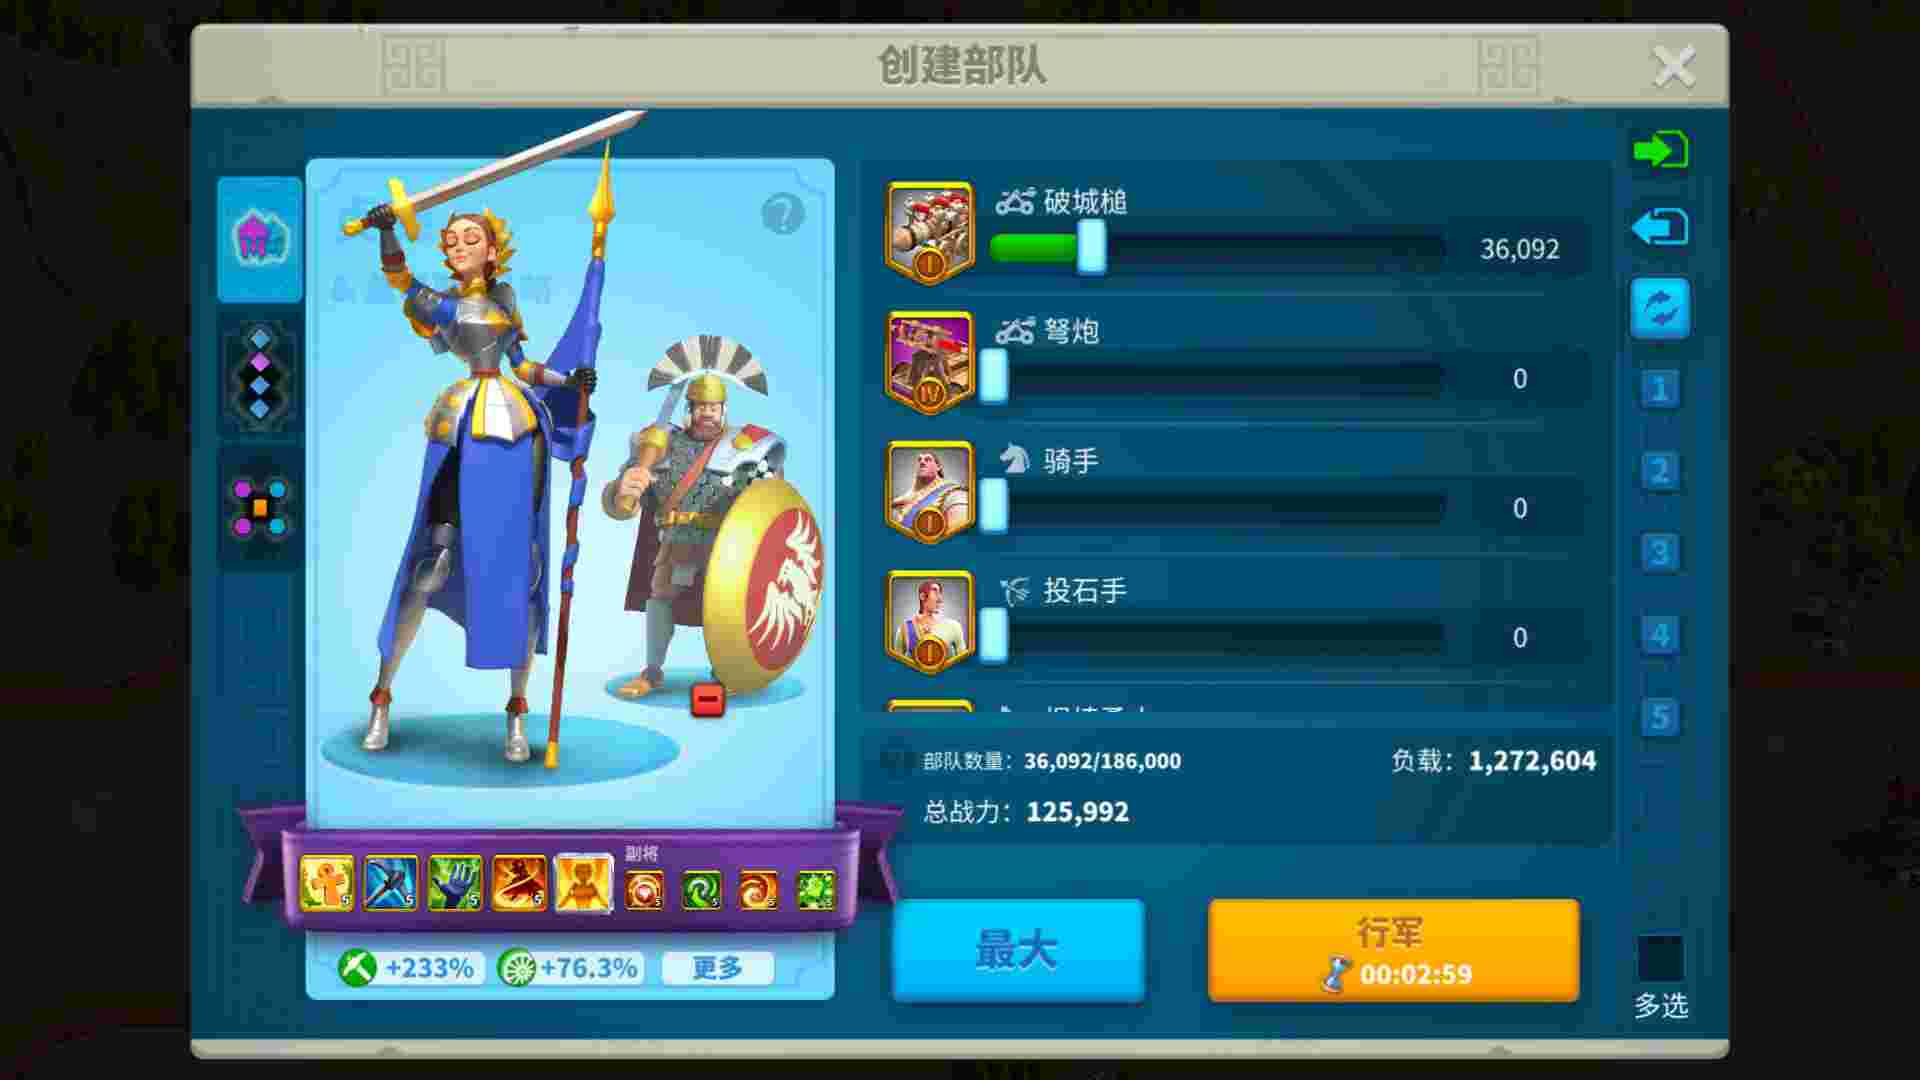 创建部队
破城槌
36,092
弩炮
0
骑手
0
投石手
0
1
2
3
4
5
部队数量：36,092/186,000
负载：1,272,604
总战力：125,992
副将
+233%
+76.3%
更多
最大
行军
00:02:59
多选